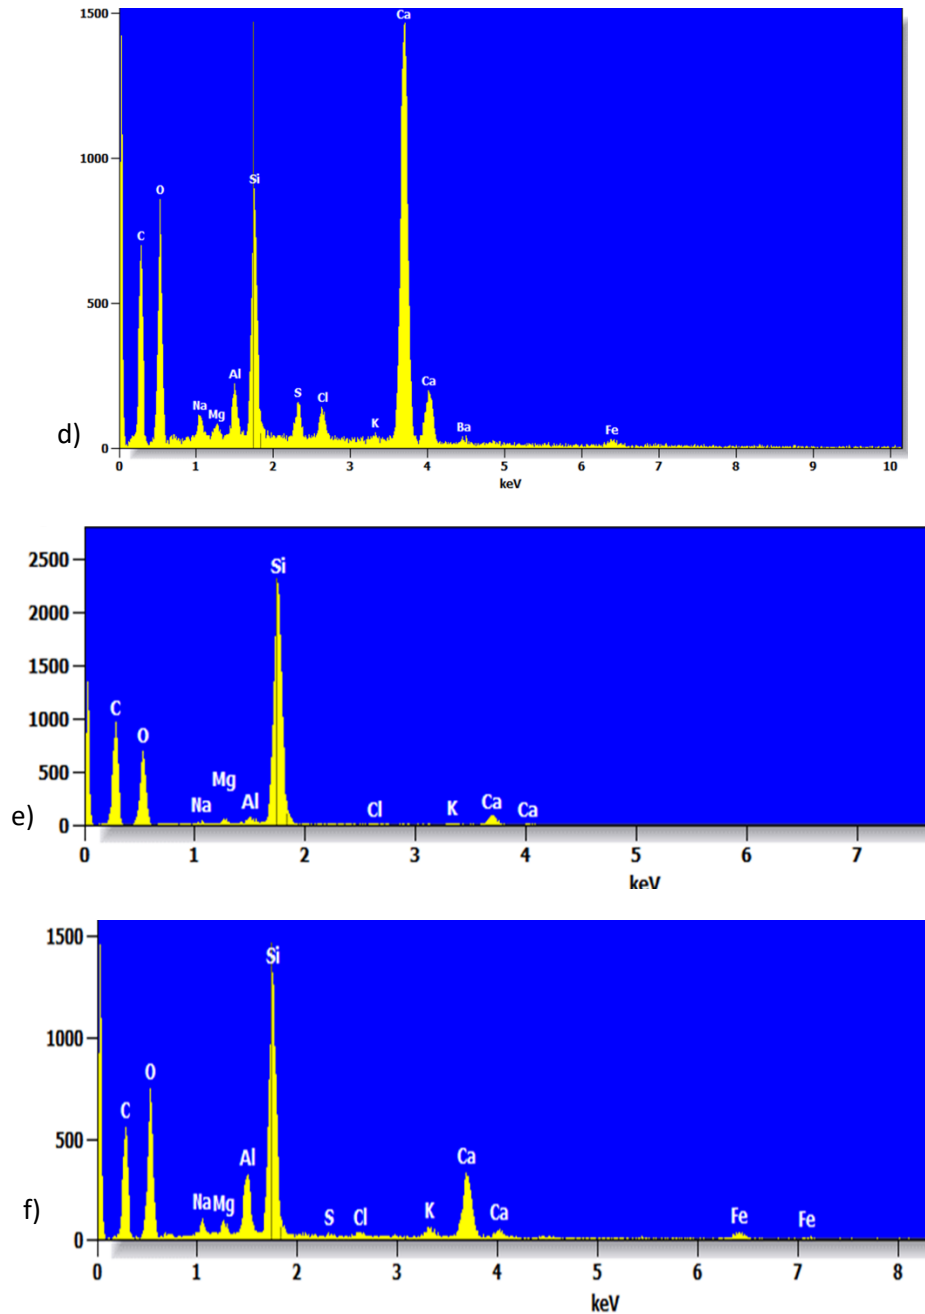 1500
Ca
1000
Si
O
C
500
Al
S
Cl
Ca
Na
Mg
K
Ba
Fe
d)
0
0 1 2 3 4 5 6 7 8 9 10
keV
2500
Si
2000
1500
C
1000
O
500
Mg
Na
Al
Cl
K
Ca
Ca
e)
0
0 1 2 3 4 5 6 7
keV
1500
Si
1000
O
C
500
Al
Ca
Na
Mg
S
Cl
K
Ca
Fe
Fe
f)
0
0 1 2 3 4 5 6 7 8
keV